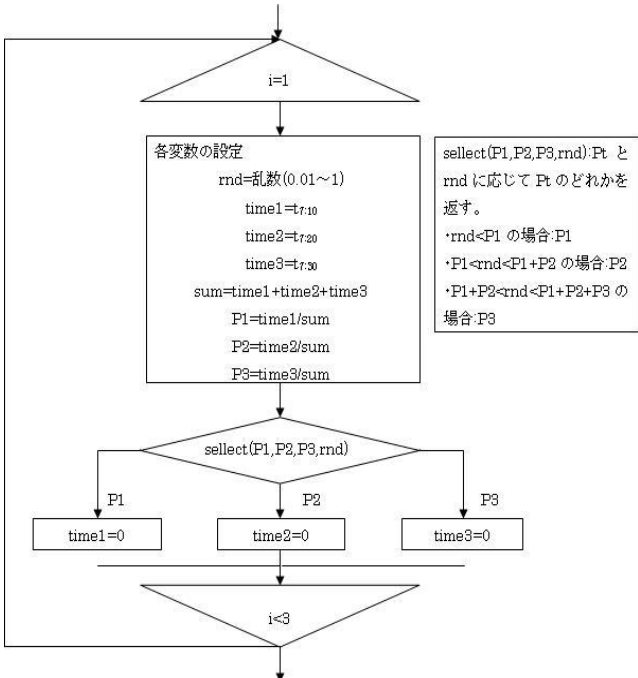 i=1
各変数の設定
rnd=乱数(0.01～1)
time1=t7:10
time2=t7:20
time3=t7:30
sum=time1+time2+time3
P1=time1/sum
P2=time2/sum
P3=time3/sum
sellect(P1,P2,P3,rnd):Pt と
rnd に応じて Pt のどれかを
返す。
・rnd<P1 の場合:P1
・P1<rnd<P1+P2 の場合:P2
・P1+P2<rnd<P1+P2+P3 の
場合:P3
sellect(P1,P2,P3,rnd)
P1
P2
P3
time1=0
time2=0
time3=0
i<3